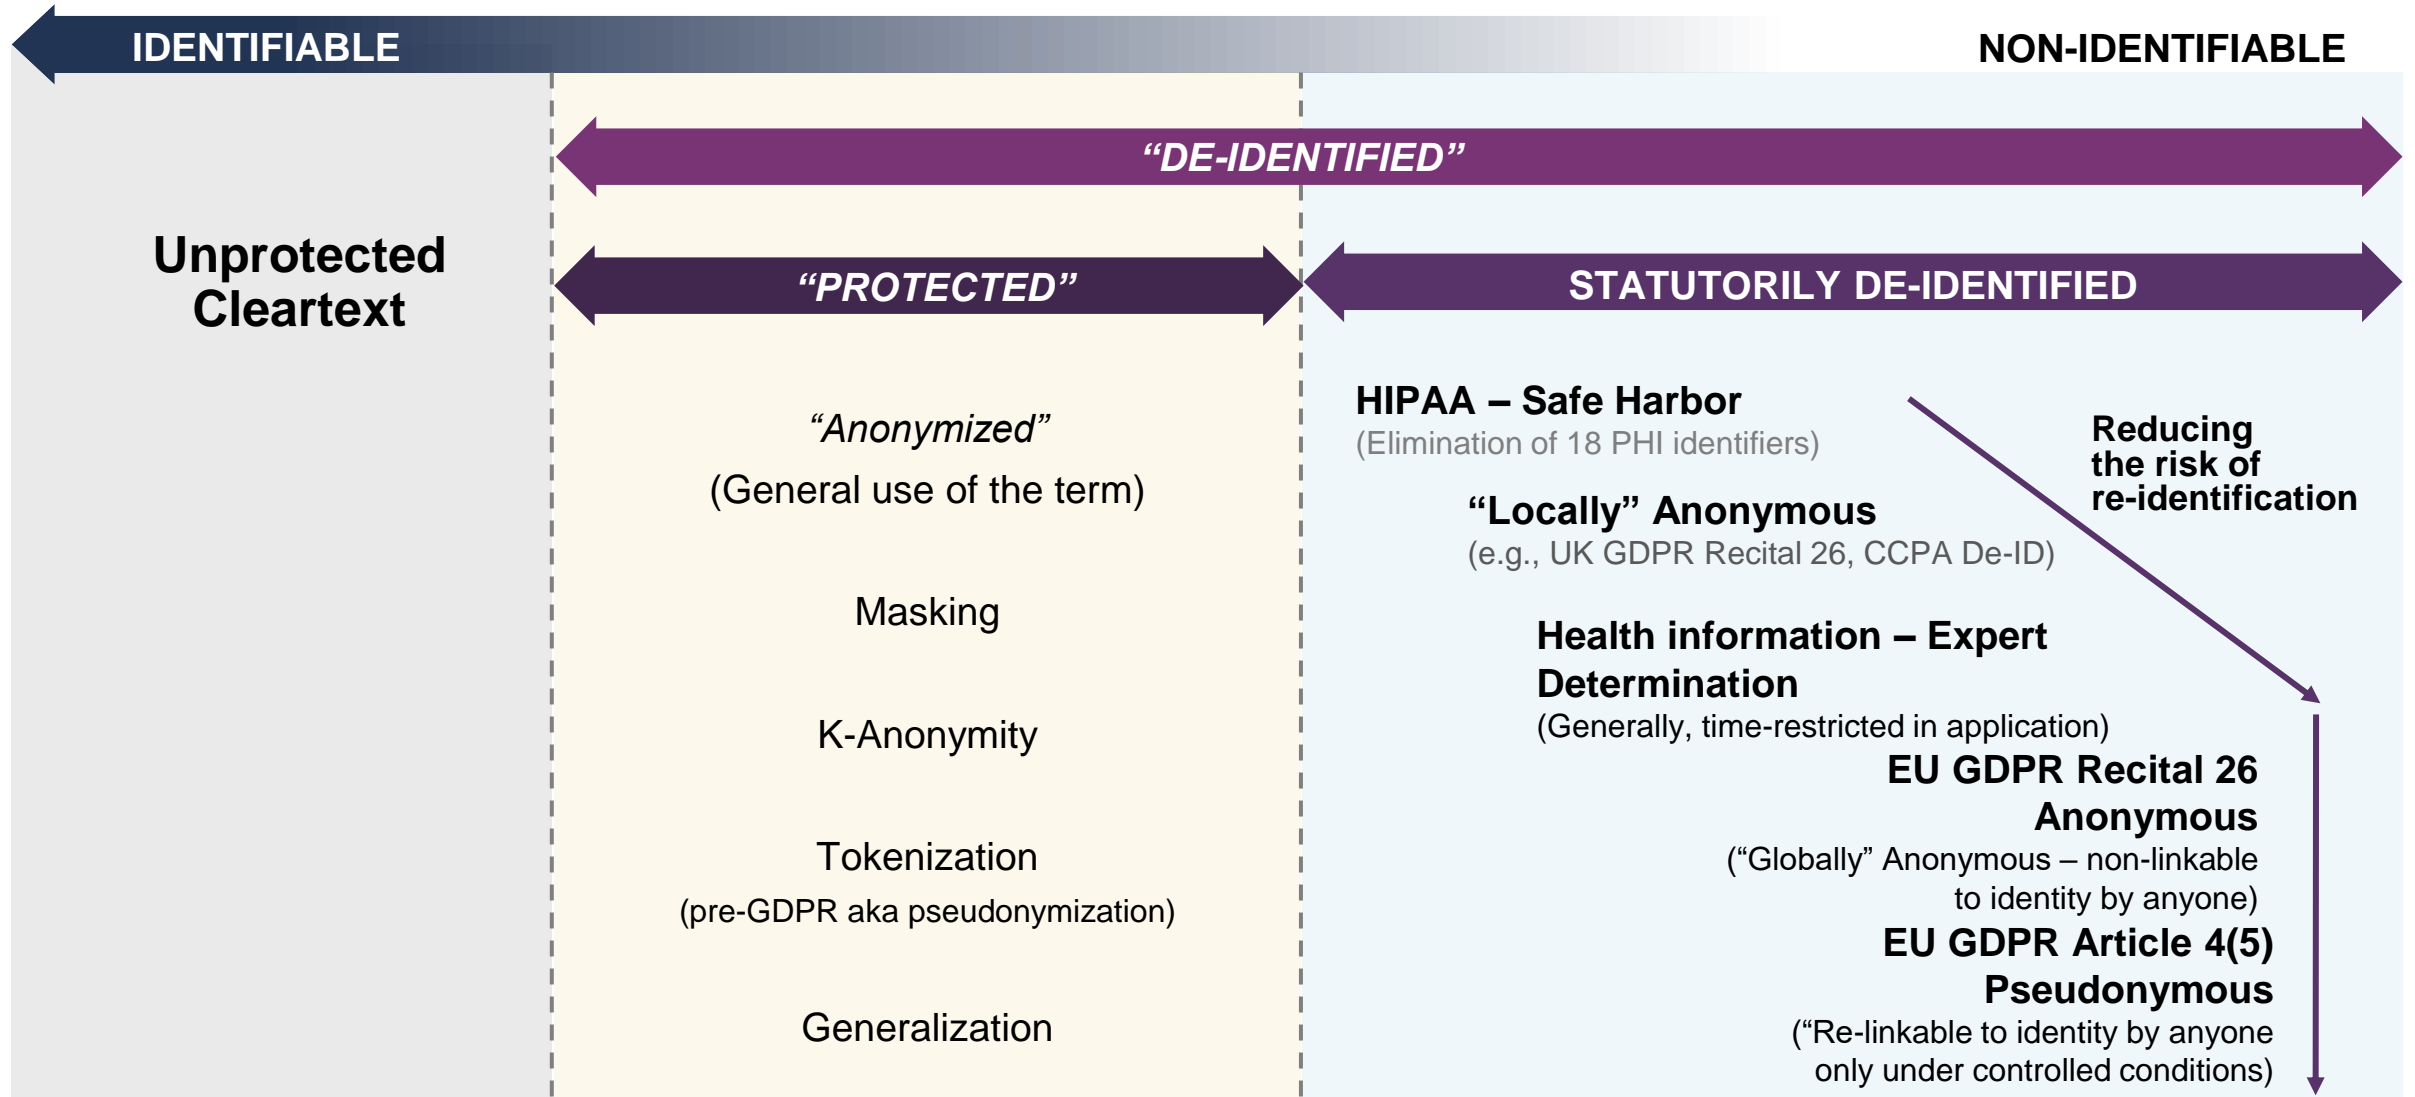 IDENTIFIABLE
NON-IDENTIFIABLE
“DE-IDENTIFIED”
Unprotected
Cleartext
“PROTECTED”
STATUTORILY DE-IDENTIFIED
“Anonymized”
(General use of the term)
Masking
K-Anonymity
Tokenization
(pre-GDPR aka pseudonymization)
Generalization
HIPAA – Safe Harbor
(Elimination of 18 PHI identifiers)
“Locally” Anonymous
(e.g., UK GDPR Recital 26, CCPA De-ID)
Health information – Expert
Determination
(Generally, time-restricted in application)
EU GDPR Recital 26
Anonymous
(“Globally” Anonymous – non-linkable
to identity by anyone)
EU GDPR Article 4(5)
Pseudonymous
(“Re-linkable to identity by anyone
only under controlled conditions)
Reducing
the risk of
re-identification